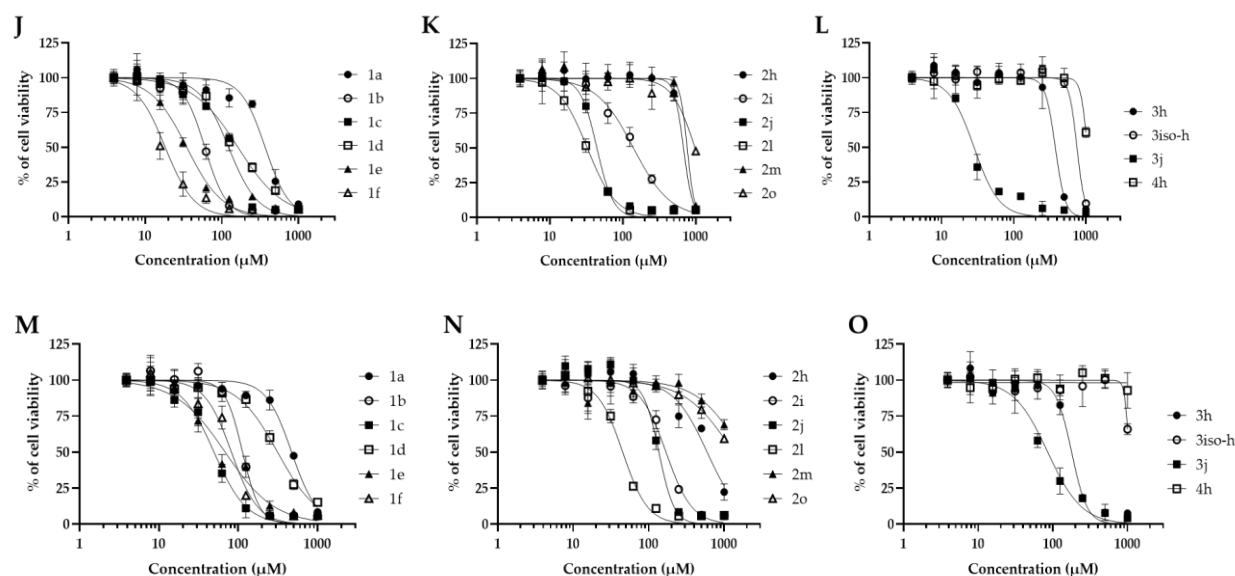 J
% of cell viability
125
100
75
50
25
0
1
10
100
1000
Concentration (μM)
1a
1b
1c
1d
1e
1f
K
% of cell viability
125
100
75
50
25
0
1
10
100
1000
Concentration (μM)
2h
2i
2j
2l
2m
2o
L
% of cell viability
125
100
75
50
25
0
1
10
100
1000
Concentration (μM)
3h
3iso-h
3j
4h
M
% of cell viability
125
100
75
50
25
0
1
10
100
1000
Concentration (μM)
1a
1b
1c
1d
1e
1f
N
% of cell viability
125
100
75
50
25
0
1
10
100
1000
Concentration (μM)
2h
2i
2j
2l
2m
2o
O
% of cell viability
125
100
75
50
25
0
1
10
100
1000
Concentration (μM)
3h
3iso-h
3j
4h